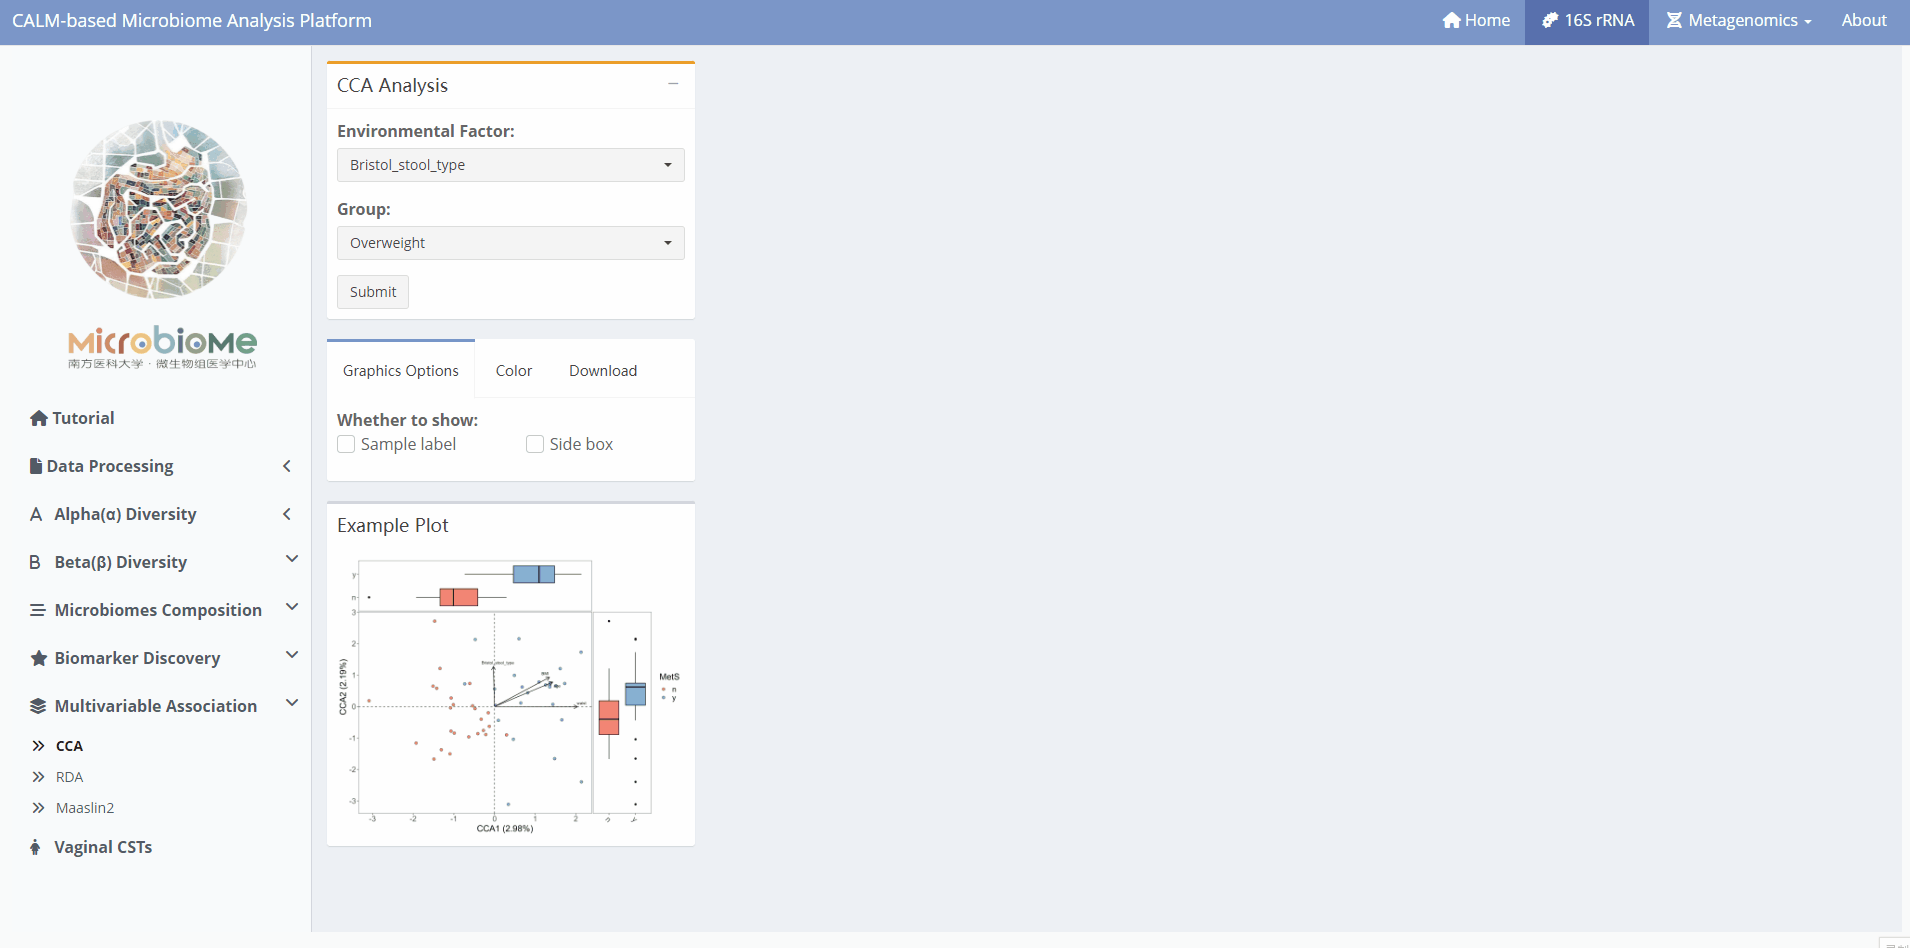 CALM-based Microbiome Analysis Platform
Home
16S rRNA
Metagenomics
About
MicrobioMe
南方医科大学 · 微生物组医学中心
Tutorial
Data Processing
A Alpha(α) Diversity
B Beta(β) Diversity
Microbiomes Composition
Biomarker Discovery
Multivariable Association
CCA
RDA
Maaslin2
Vaginal CSTs
CCA Analysis
Environmental Factor:
Bristol_stool_type
Group:
Overweight
Submit
Graphics Options
Color
Download
Whether to show:
Sample label
Side box
Example Plot
y
n
3
2
1
0
-1
-2
-3
CCA2 (2.19%)
Bristol_stool_type
-3 -2 -1 0 1 2
CCA1 (2.98%)
n y
MetS
n
y